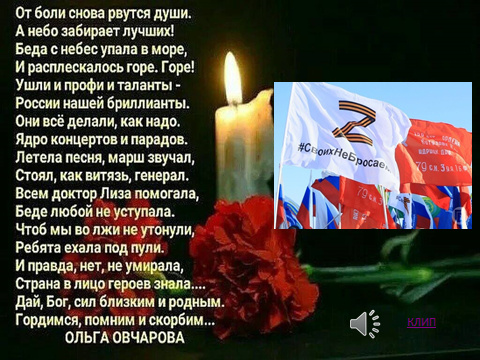 От боли снова рвутся души.
А небо забирает лучших!
Беда с небес упала в море,
И расплескалось горе. Горе!
Ушли и профи и таланты -
России нашей бриллианты.
Они всё делали, как надо.
Ядро концертов и парадов.
Летела песня, марш звучал,
Стоял, как витязь, генерал.
Всем доктор Лиза помогала,
Беде любой не уступала.
Чтоб мы во лжи не утонули,
Ребята ехала под пули.
И правда, нет, не умирала,
Страна в лицо героев знала....
Дай, Бог, сил близким и родным.
Гордимся, помним и скорбим...
ОЛЬГА ОВЧАРОВА
Z
#СвоихНеБросаем
79 с.д.
клип